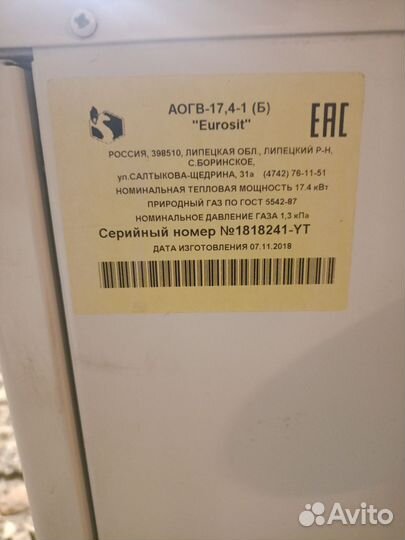 АОГВ-17,4-1 (Б)
"Eurosit"
EAC
РОССИЯ, 398510, ЛИПЕЦКАЯ ОБЛ., ЛИПЕЦКИЙ Р-Н,
С.БОРИНСКОЕ,
ул.САЛТЫКОВА-ЩЕДРИНА, 31а (4742) 76-11-51
НОМИНАЛЬНАЯ ТЕПЛОВАЯ МОЩНОСТЬ 17.4 кВт
ПРИРОДНЫЙ ГАЗ ПО ГОСТ 5542-87
НОМИНАЛЬНОЕ ДАВЛЕНИЕ ГАЗА 1,3 кПа
Серийный номер №1818241-YT
ДАТА ИЗГОТОВЛЕНИЯ 07.11.2018
Avito